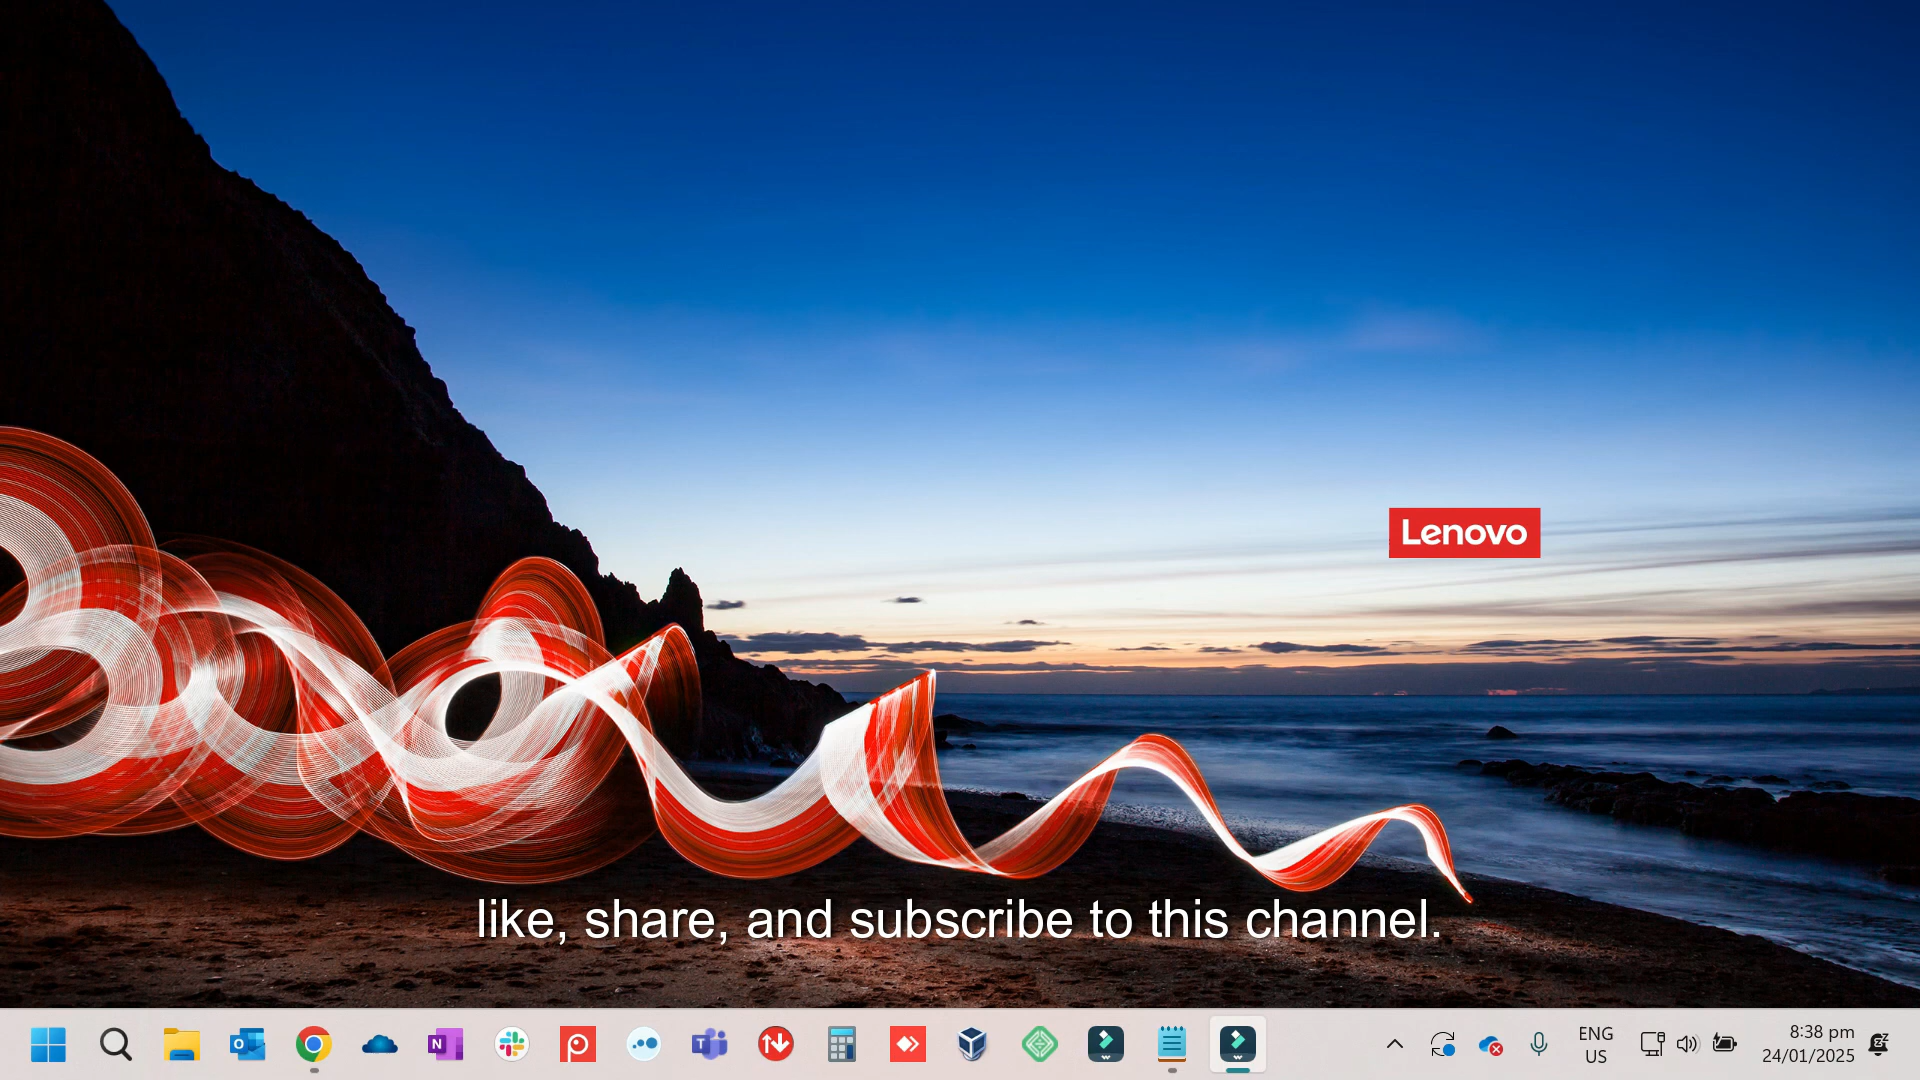 Lenovo
like, share, and subscribe to this channel.
ENG
US
8:38 pm
24/01/2025